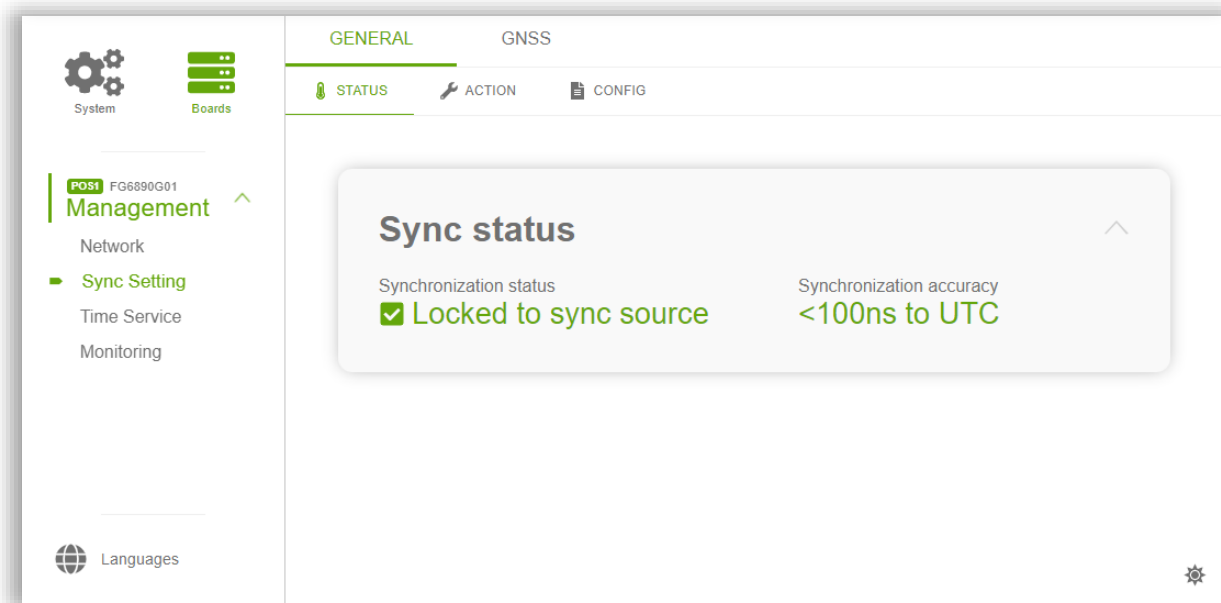 System
Boards
POS1 FG6890G01
Management
Network
Sync Setting
Time Service
Monitoring
Languages
GENERAL GNSS
STATUS ACTION CONFIG
Sync status
Synchronization status
Locked to sync source
Synchronization accuracy
<100ns to UTC